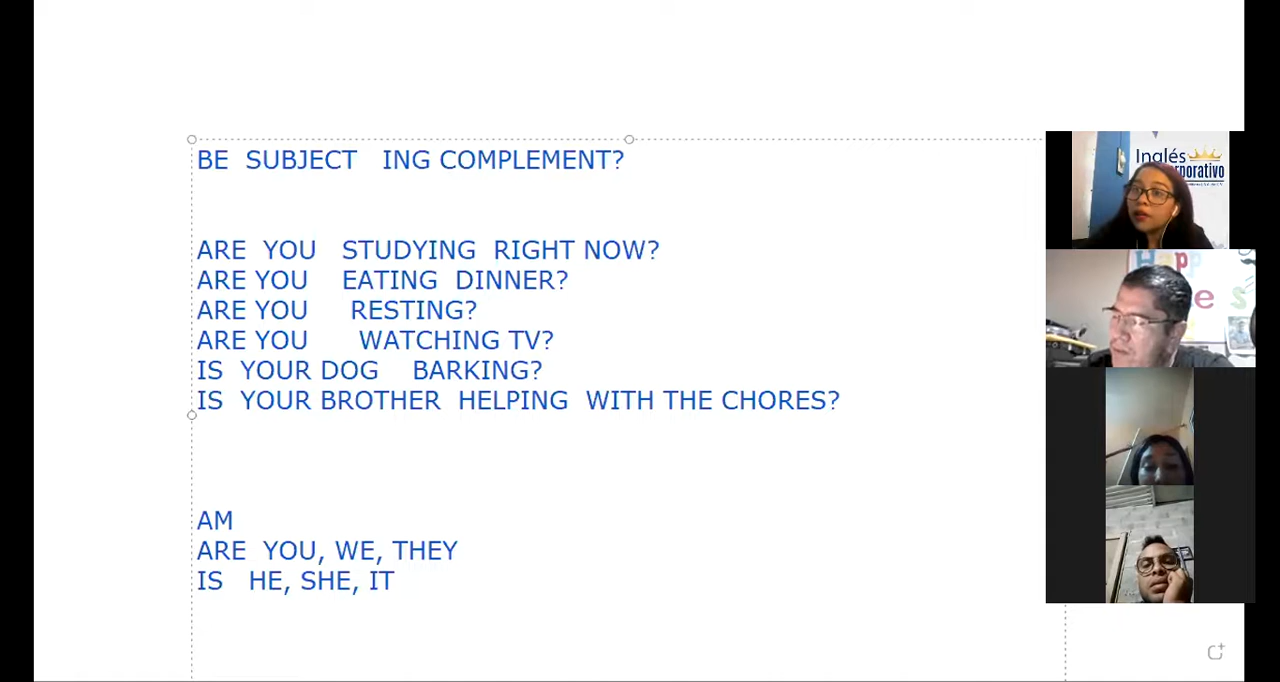 BE SUBJECT ING COMPLEMENT?
ARE YOU STUDYING RIGHT NOW?
ARE YOU EATING DINNER?
ARE YOU RESTING?
ARE YOU WATCHING TV?
IS YOUR DOG BARKING?
IS YOUR BROTHER HELPING WITH THE CHORES?
AM
ARE YOU, WE, THEY
IS HE, SHE, IT
Inglés
rporativo
Happ
e s